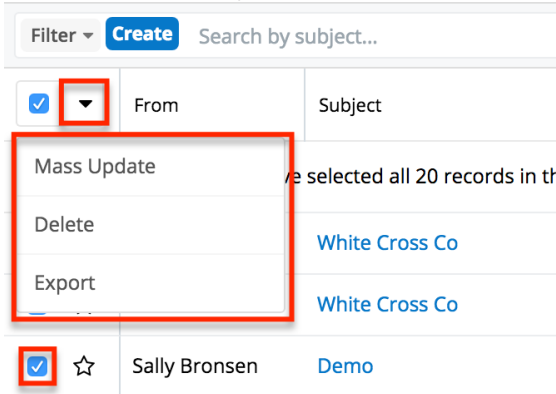 Filter Create Search by subject...
From Subject
Mass Update
selected all 20 records in
Delete
White Cross Co
Export
White Cross Co
Sally Bronsen Demo